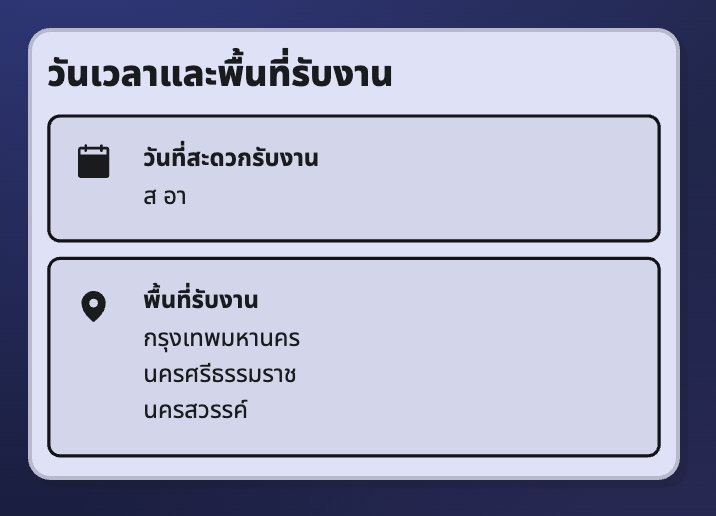 วันเวลาและพื้นที่รับงาน
วันที่สะดวกรับงาน
ส อา
พื้นที่รับงาน
กรุงเทพมหานคร
นครศรีธรรมราช
นครสวรรค์